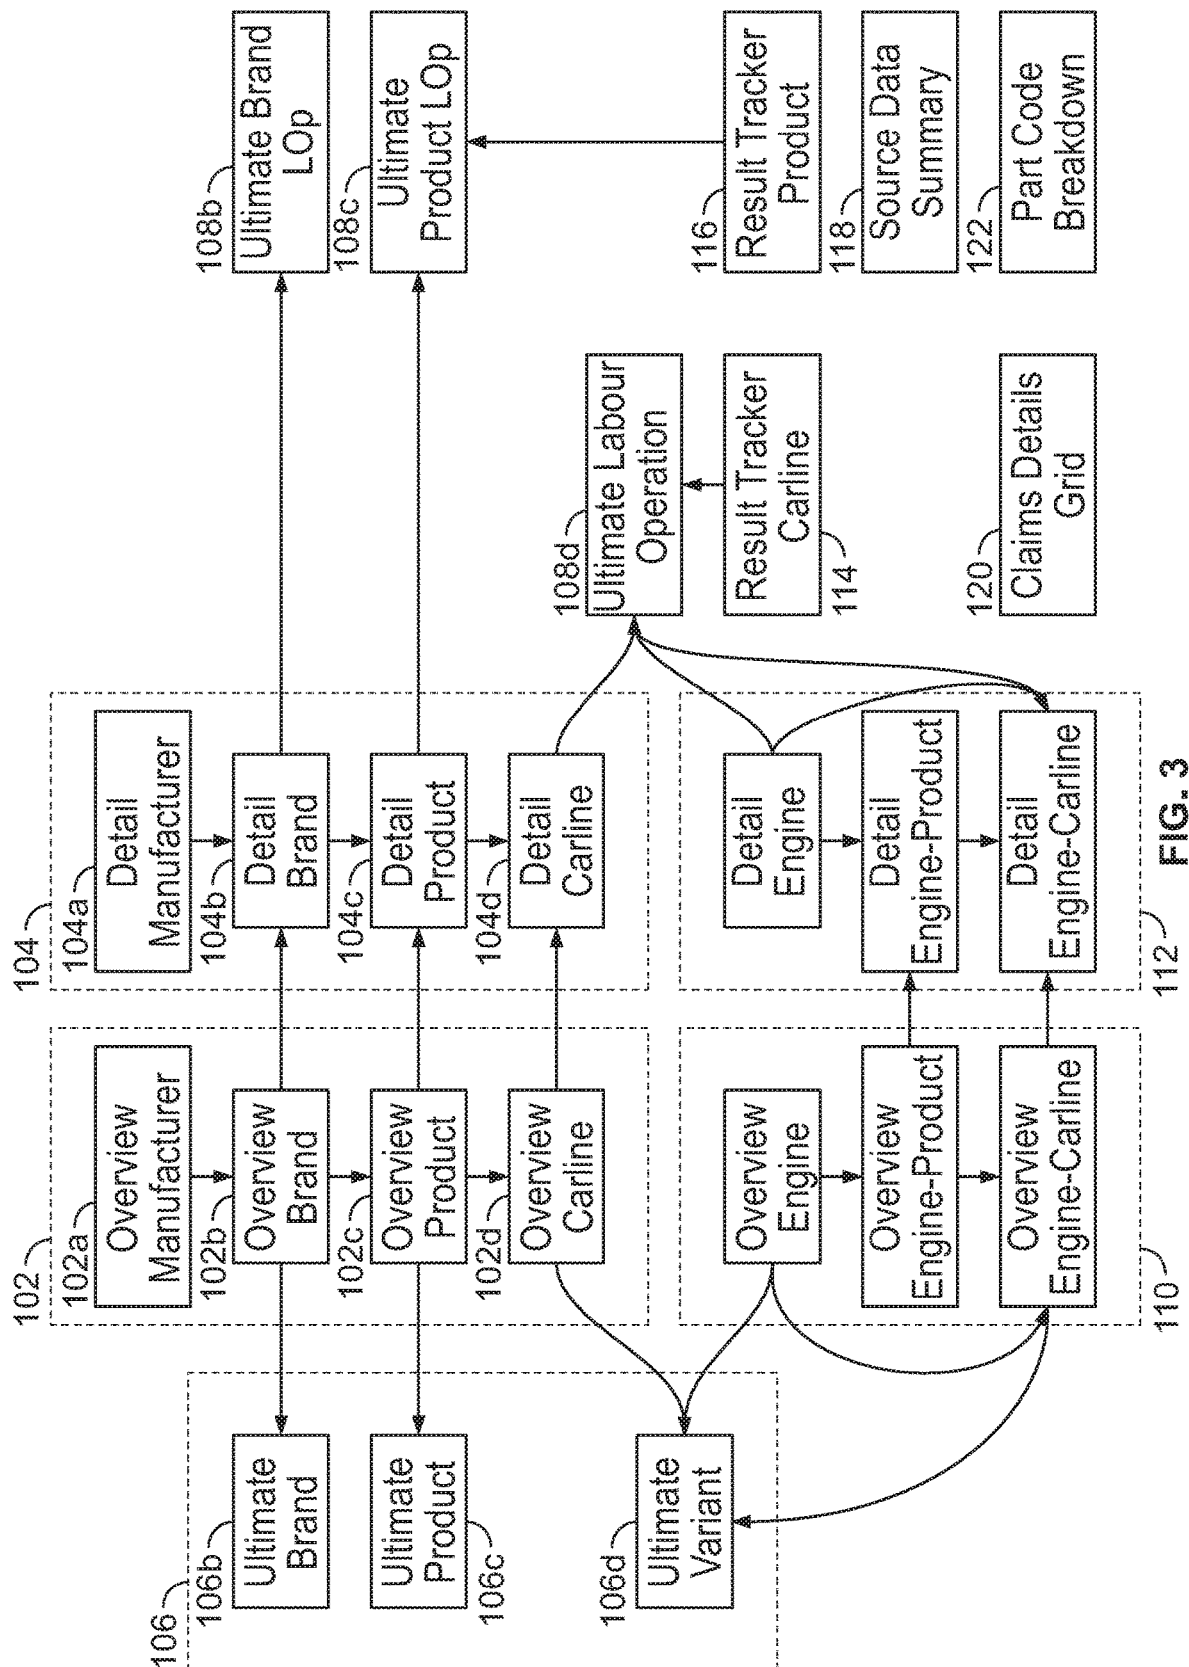 106
106b
Ultimate
Brand
Ultimate
Product
106c
106d
Ultimate
Variant
102
102a
Overview
Manufacturer
102b
Overview
Brand
102c
Overview
Product
102d
Overview
Carline
Overview
Engine
Overview
Engine-Product
Overview
Engine-Carline
110
104
104a
Detail
Manufacturer
104b
Detail
Brand
104c
Detail
Product
104d
Detail
Carline
Detail
Engine
Detail
Engine-Product
Detail
Engine-Carline
112
108d
Ultimate Labour
Operation
Result Tracker
Carline
114
120
Claims Details
Grid
108b
Ultimate Brand
LOp
108c
Ultimate
Product LOp
116
Result Tracker
Product
118
Source Data
Summary
122
Part Code
Breakdown
FIG. 3